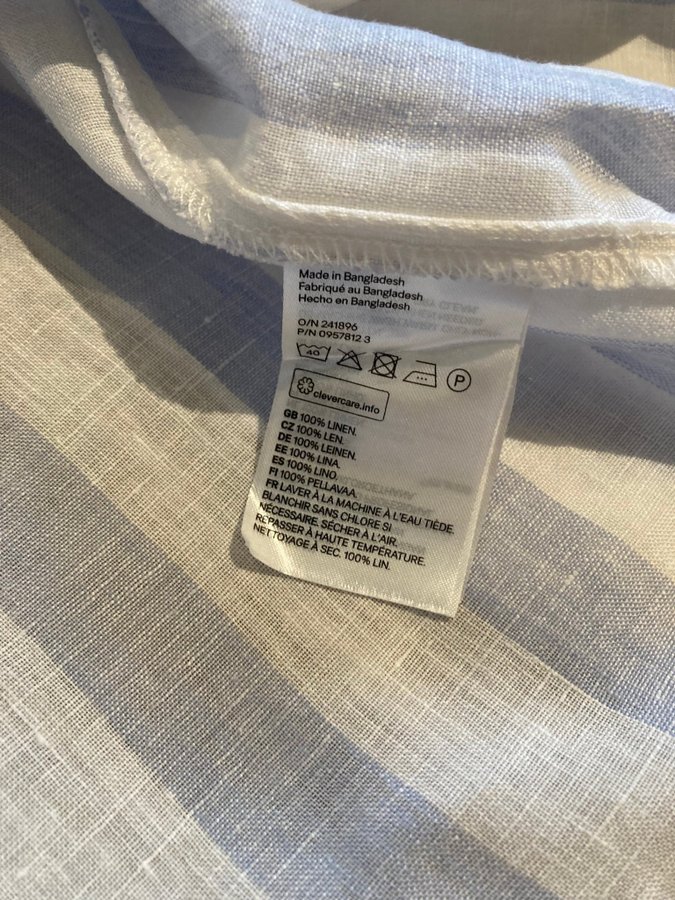 Made in Bangladesh
Fabriqué au Bangladesh
Hecho en Bangladesh
O/N 241896
P/N 0957812 3
40
P
clevercare.info
GB 100% LINEN.
CZ 100% LEN.
DE 100% LEINEN.
EE 100% LINA.
ES 100% LINO.
FI 100% PELLAVAA.
FR LAVER À LA MACHINE À L'EAU TIÈDE.
BLANCHIR SANS CHLORE SI
NÉCESSAIRE. SÉCHER À L'AIR.
REPASSER À HAUTE TEMPÉRATURE.
NETTOYAGE À SEC. 100% LIN.